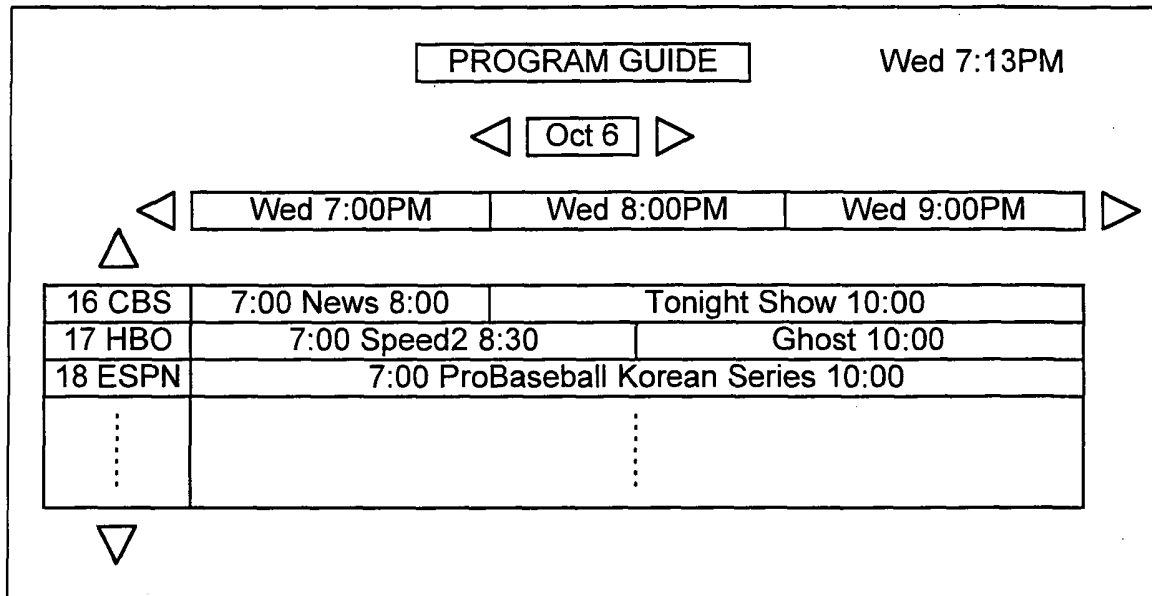 PROGRAM GUIDE Wed 7:13PM
Oct 6
Wed 7:00PM Wed 8:00PM Wed 9:00PM
16 CBS 7:00 News 8:00 Tonight Show 10:00
17 HBO 7:00 Speed2 8:30 Ghost 10:00
18 ESPN 7:00 ProBaseball Korean Series 10:00